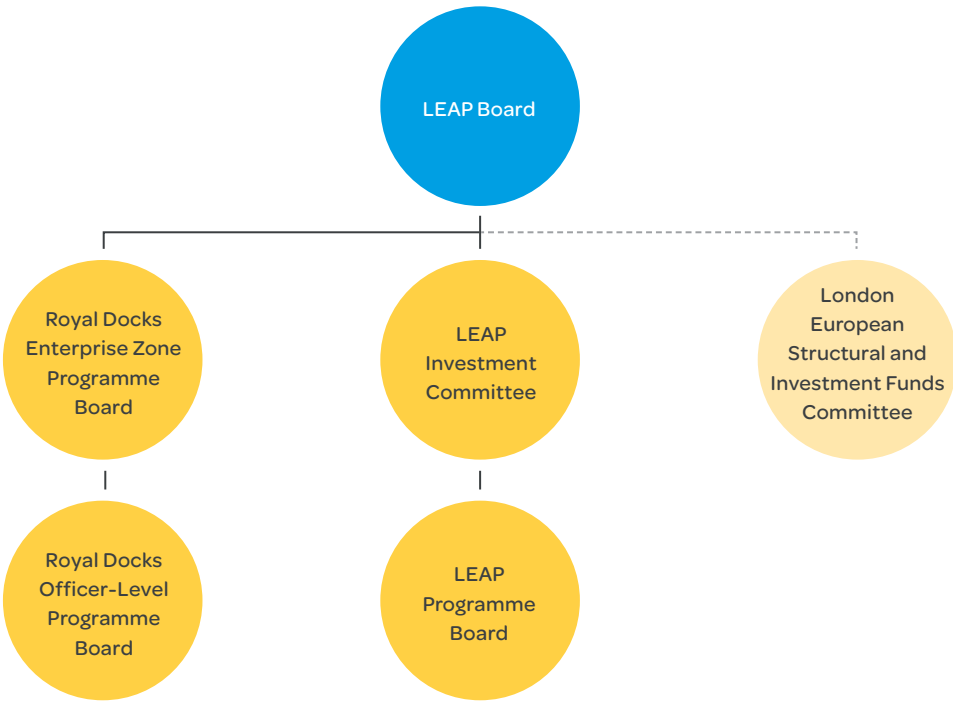 LEAP Board
Royal Docks
Enterprise Zone
Programme
Board
LEAP
Investment
Committee
London
European
Structural and
Investment Funds
Committee
Royal Docks
Officer-Level
Programme
Board
LEAP
Programme
Board